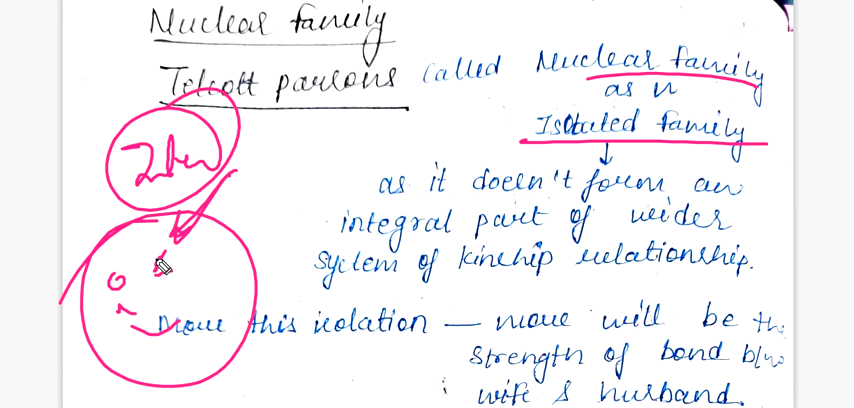 Nuclear family
Telcott parsons called Nuclear family
as
Isolated family
as it doesn't form an
integral part of wider
system of kinship relationship.
More this isolation — more will be the
strength of bond b/w
wife & husband.